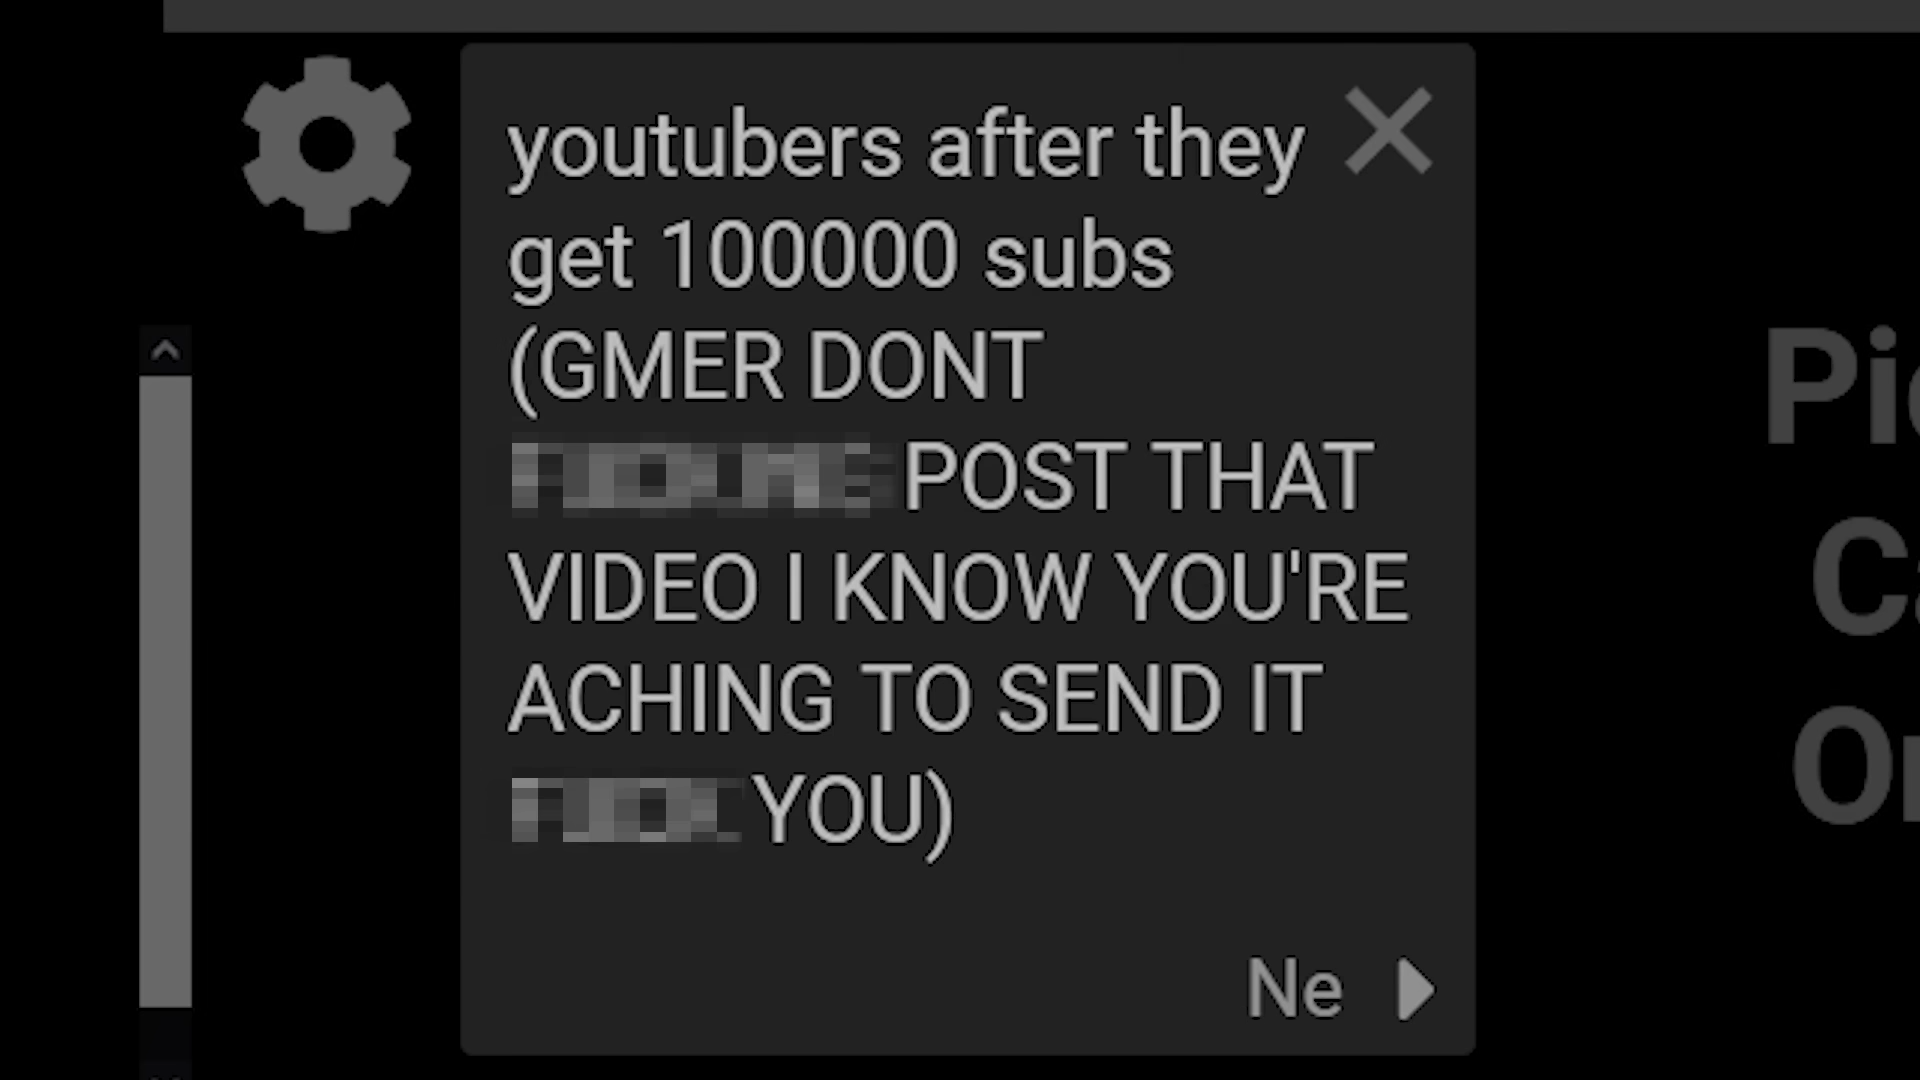 youtubers after they
get 100000 subs
(GMER DONT
POST THAT
VIDEO I KNOW YOU'RE
ACHING TO SEND IT
YOU)
Ne